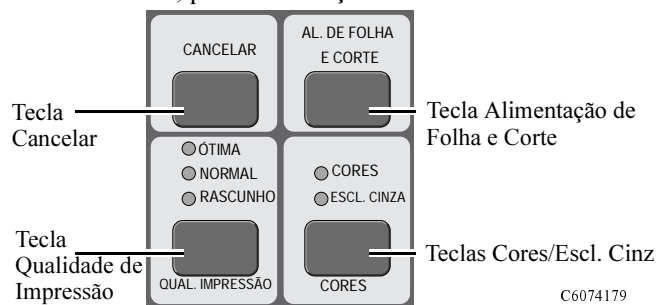 CANCELAR
AL. DE FOLHA
E CORTE
Tecla
Cancelar
Tecla Alimentação de
Folha e Corte
ÓTIMA
NORMAL
RASCUNHO
CORES
ESCL. CINZA
Tecla
Qualidade de
Impressão
Teclas Cores/Escl. Cinz
QUAL. IMPRESSÃO
CORES
C6074179